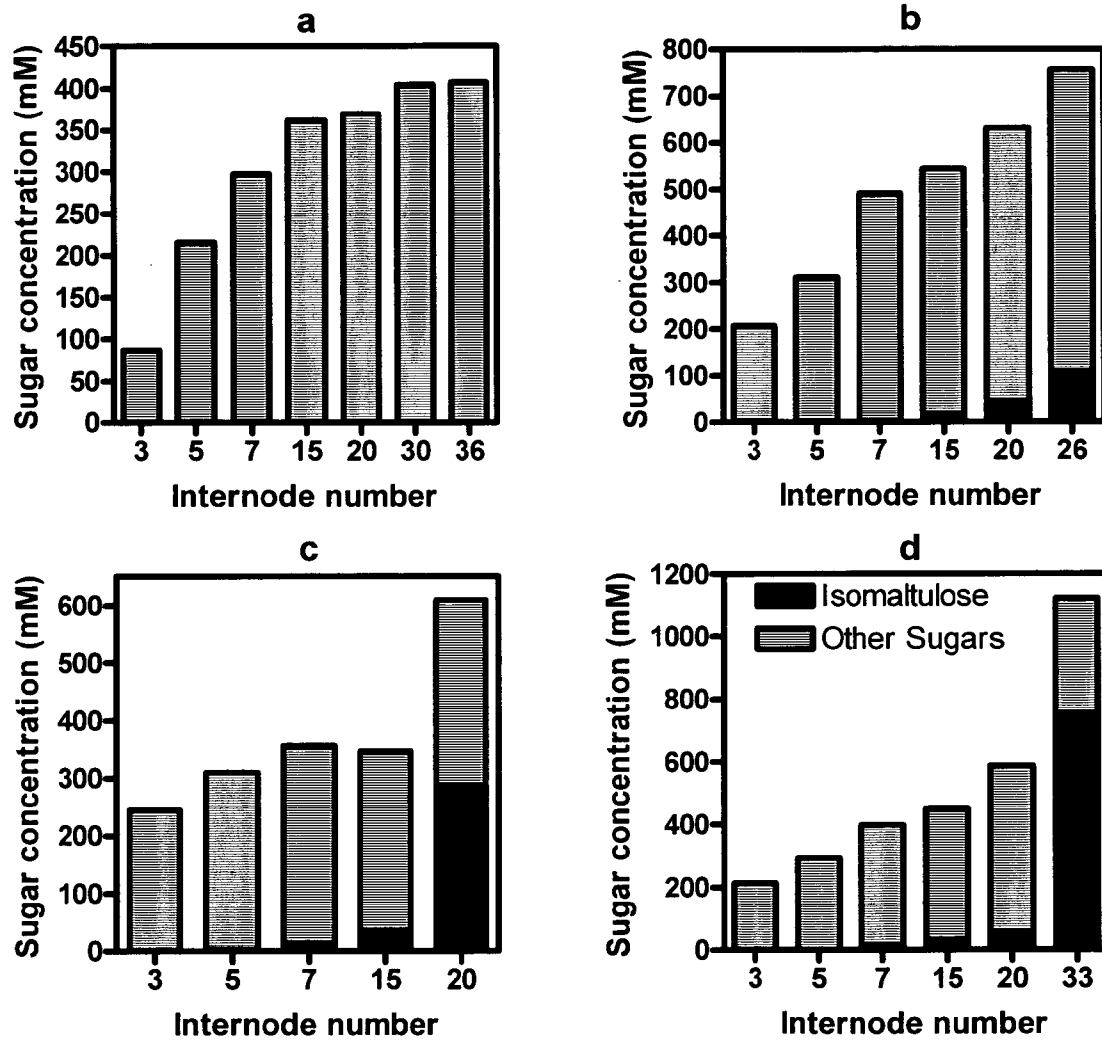 a
Sugar concentration (mM)
450
400
350
300
250
200
150
100
50
0
3 5 7 15 20 30 36
Internode number
b
Sugar concentration (mM)
800
700
600
500
400
300
200
100
0
3 5 7 15 20 26
Internode number
c
Sugar concentration (mM)
600
500
400
300
200
100
0
3 5 7 15 20
Internode number
d
Sugar concentration (mM)
1200
1000
800
600
400
200
0
Isomaltulose
Other Sugars
3 5 7 15 20 33
Internode number